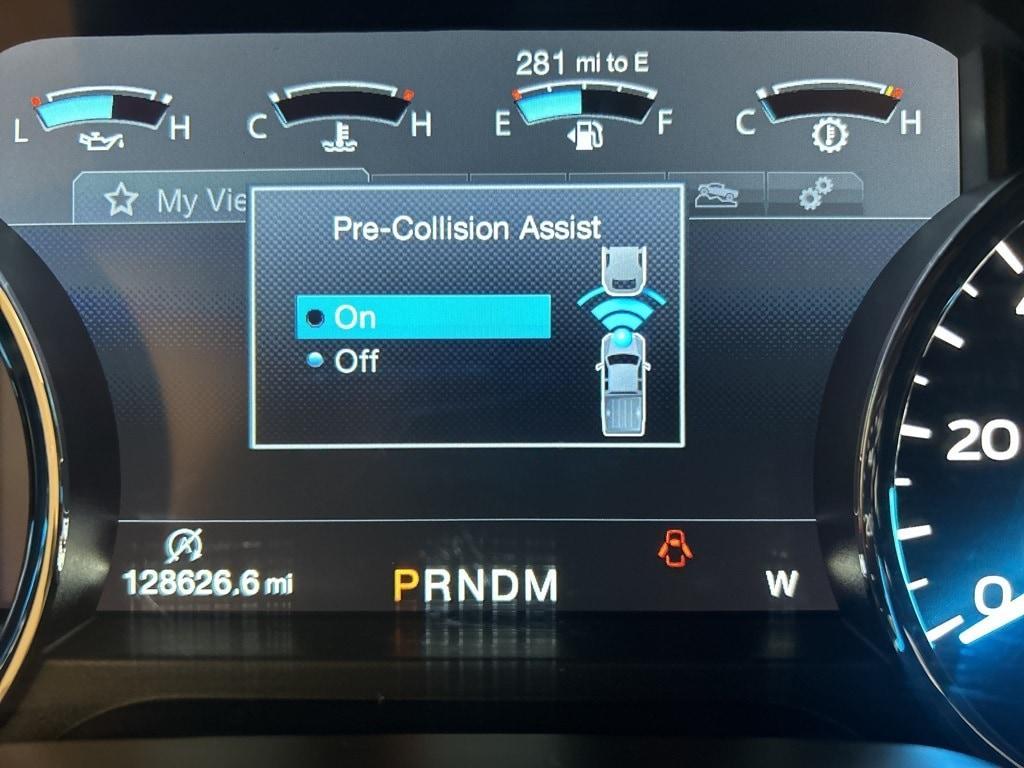 281 mi to E
L H C H E F C H
My Vie
Pre-Collision Assist
On
Off
20
128626.6 mi
PRNDM
W
0